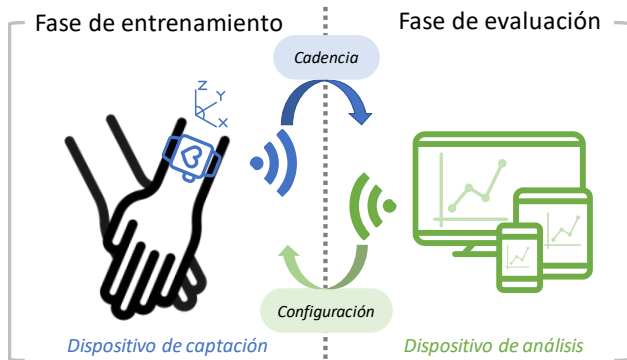 Fase de entrenamiento
Fase de evaluación
Cadencia
Z
Y
X
Configuración
Dispositivo de captación
Dispositivo de análisis